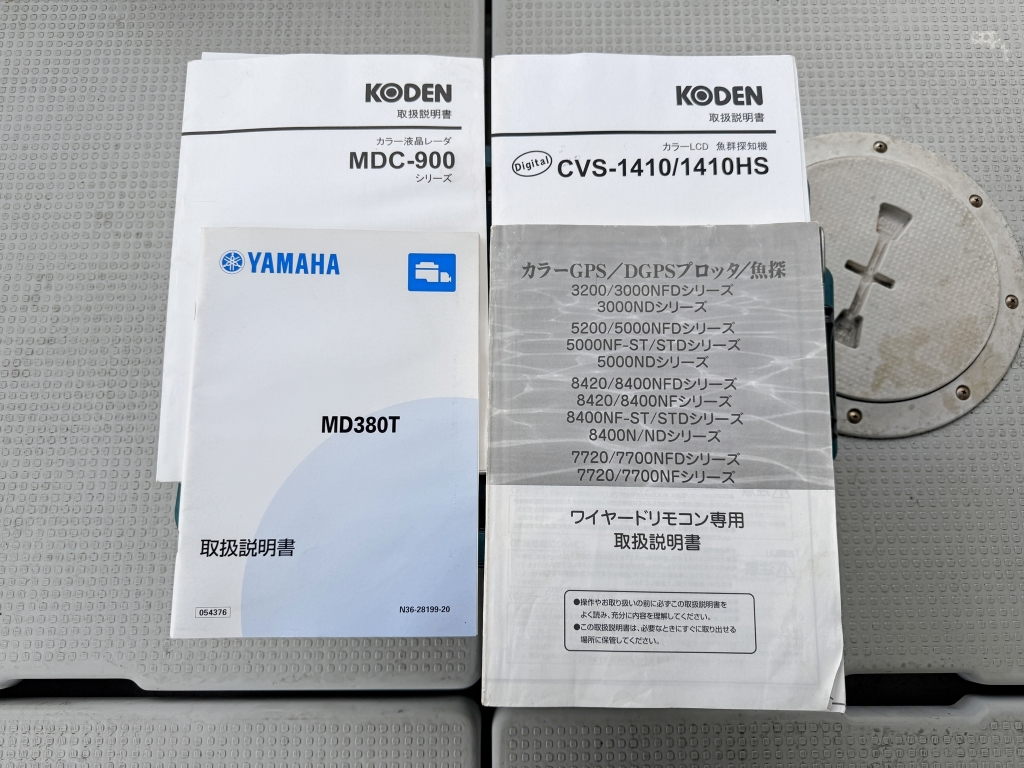 KODEN
取扱説明書
カラー液晶レーダ
MDC-900
シリーズ
KODEN
取扱説明書
カラーLCD 魚群探知機
Digital CVS-1410/1410HS
YAMAHA
MD380T
取扱説明書
054376
N36-28199-20
カラーGPS/DGPSプロッタ/魚探
3200/3000NFDシリーズ
3000NDシリーズ
5200/5000NFDシリーズ
5000NF-ST/STDシリーズ
5000NDシリーズ
8420/8400NFDシリーズ
8420/8400NFシリーズ
8400NF-ST/STDシリーズ
8400N/NDシリーズ
7720/7700NFDシリーズ
7720/7700NFシリーズ
ワイヤードリモコン専用
取扱説明書
●操作やお取り扱いの前に必ずこの取扱説明書を
よく読み、充分に内容を理解してください。
●この取扱説明書は、必要なときにすぐに取り出せる
場所に保管してください。